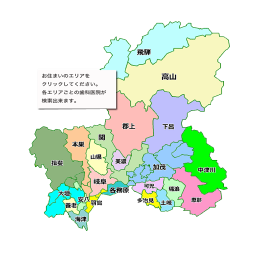 飛騨
高山
お住まいのエリアを
クリックしてください。
各エリアごとの歯科医院が
検索出来ます。
郡上
下呂
関
本巣
山県
美濃
揖斐
加茂
中津川
岐阜
各務原
可児
瑞浪
恵那
大垣
安八
羽島
多治見
土岐
養老
海津